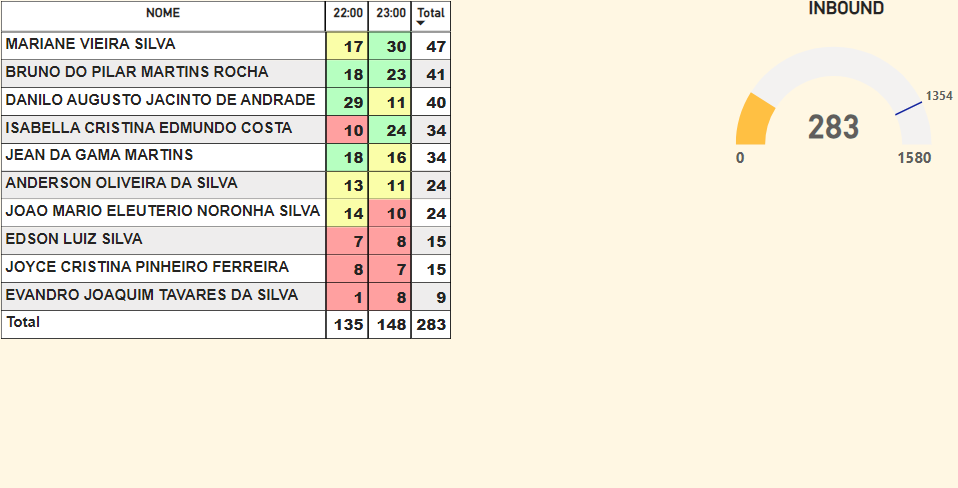 NOME 22:00 23:00 Total
MARIANE VIEIRA SILVA 17 30 47
BRUNO DO PILAR MARTINS ROCHA 18 23 41
DANILO AUGUSTO JACINTO DE ANDRADE 29 11 40
ISABELLA CRISTINA EDMUNDO COSTA 10 24 34
JEAN DA GAMA MARTINS 18 16 34
ANDERSON OLIVEIRA DA SILVA 13 11 24
JOAO MARIO ELEUTERIO NORONHA SILVA 14 10 24
EDSON LUIZ SILVA 7 8 15
JOYCE CRISTINA PINHEIRO FERREIRA 8 7 15
EVANDRO JOAQUIM TAVARES DA SILVA 1 8 9
Total 135 148 283
INBOUND
1354
283
0 1580